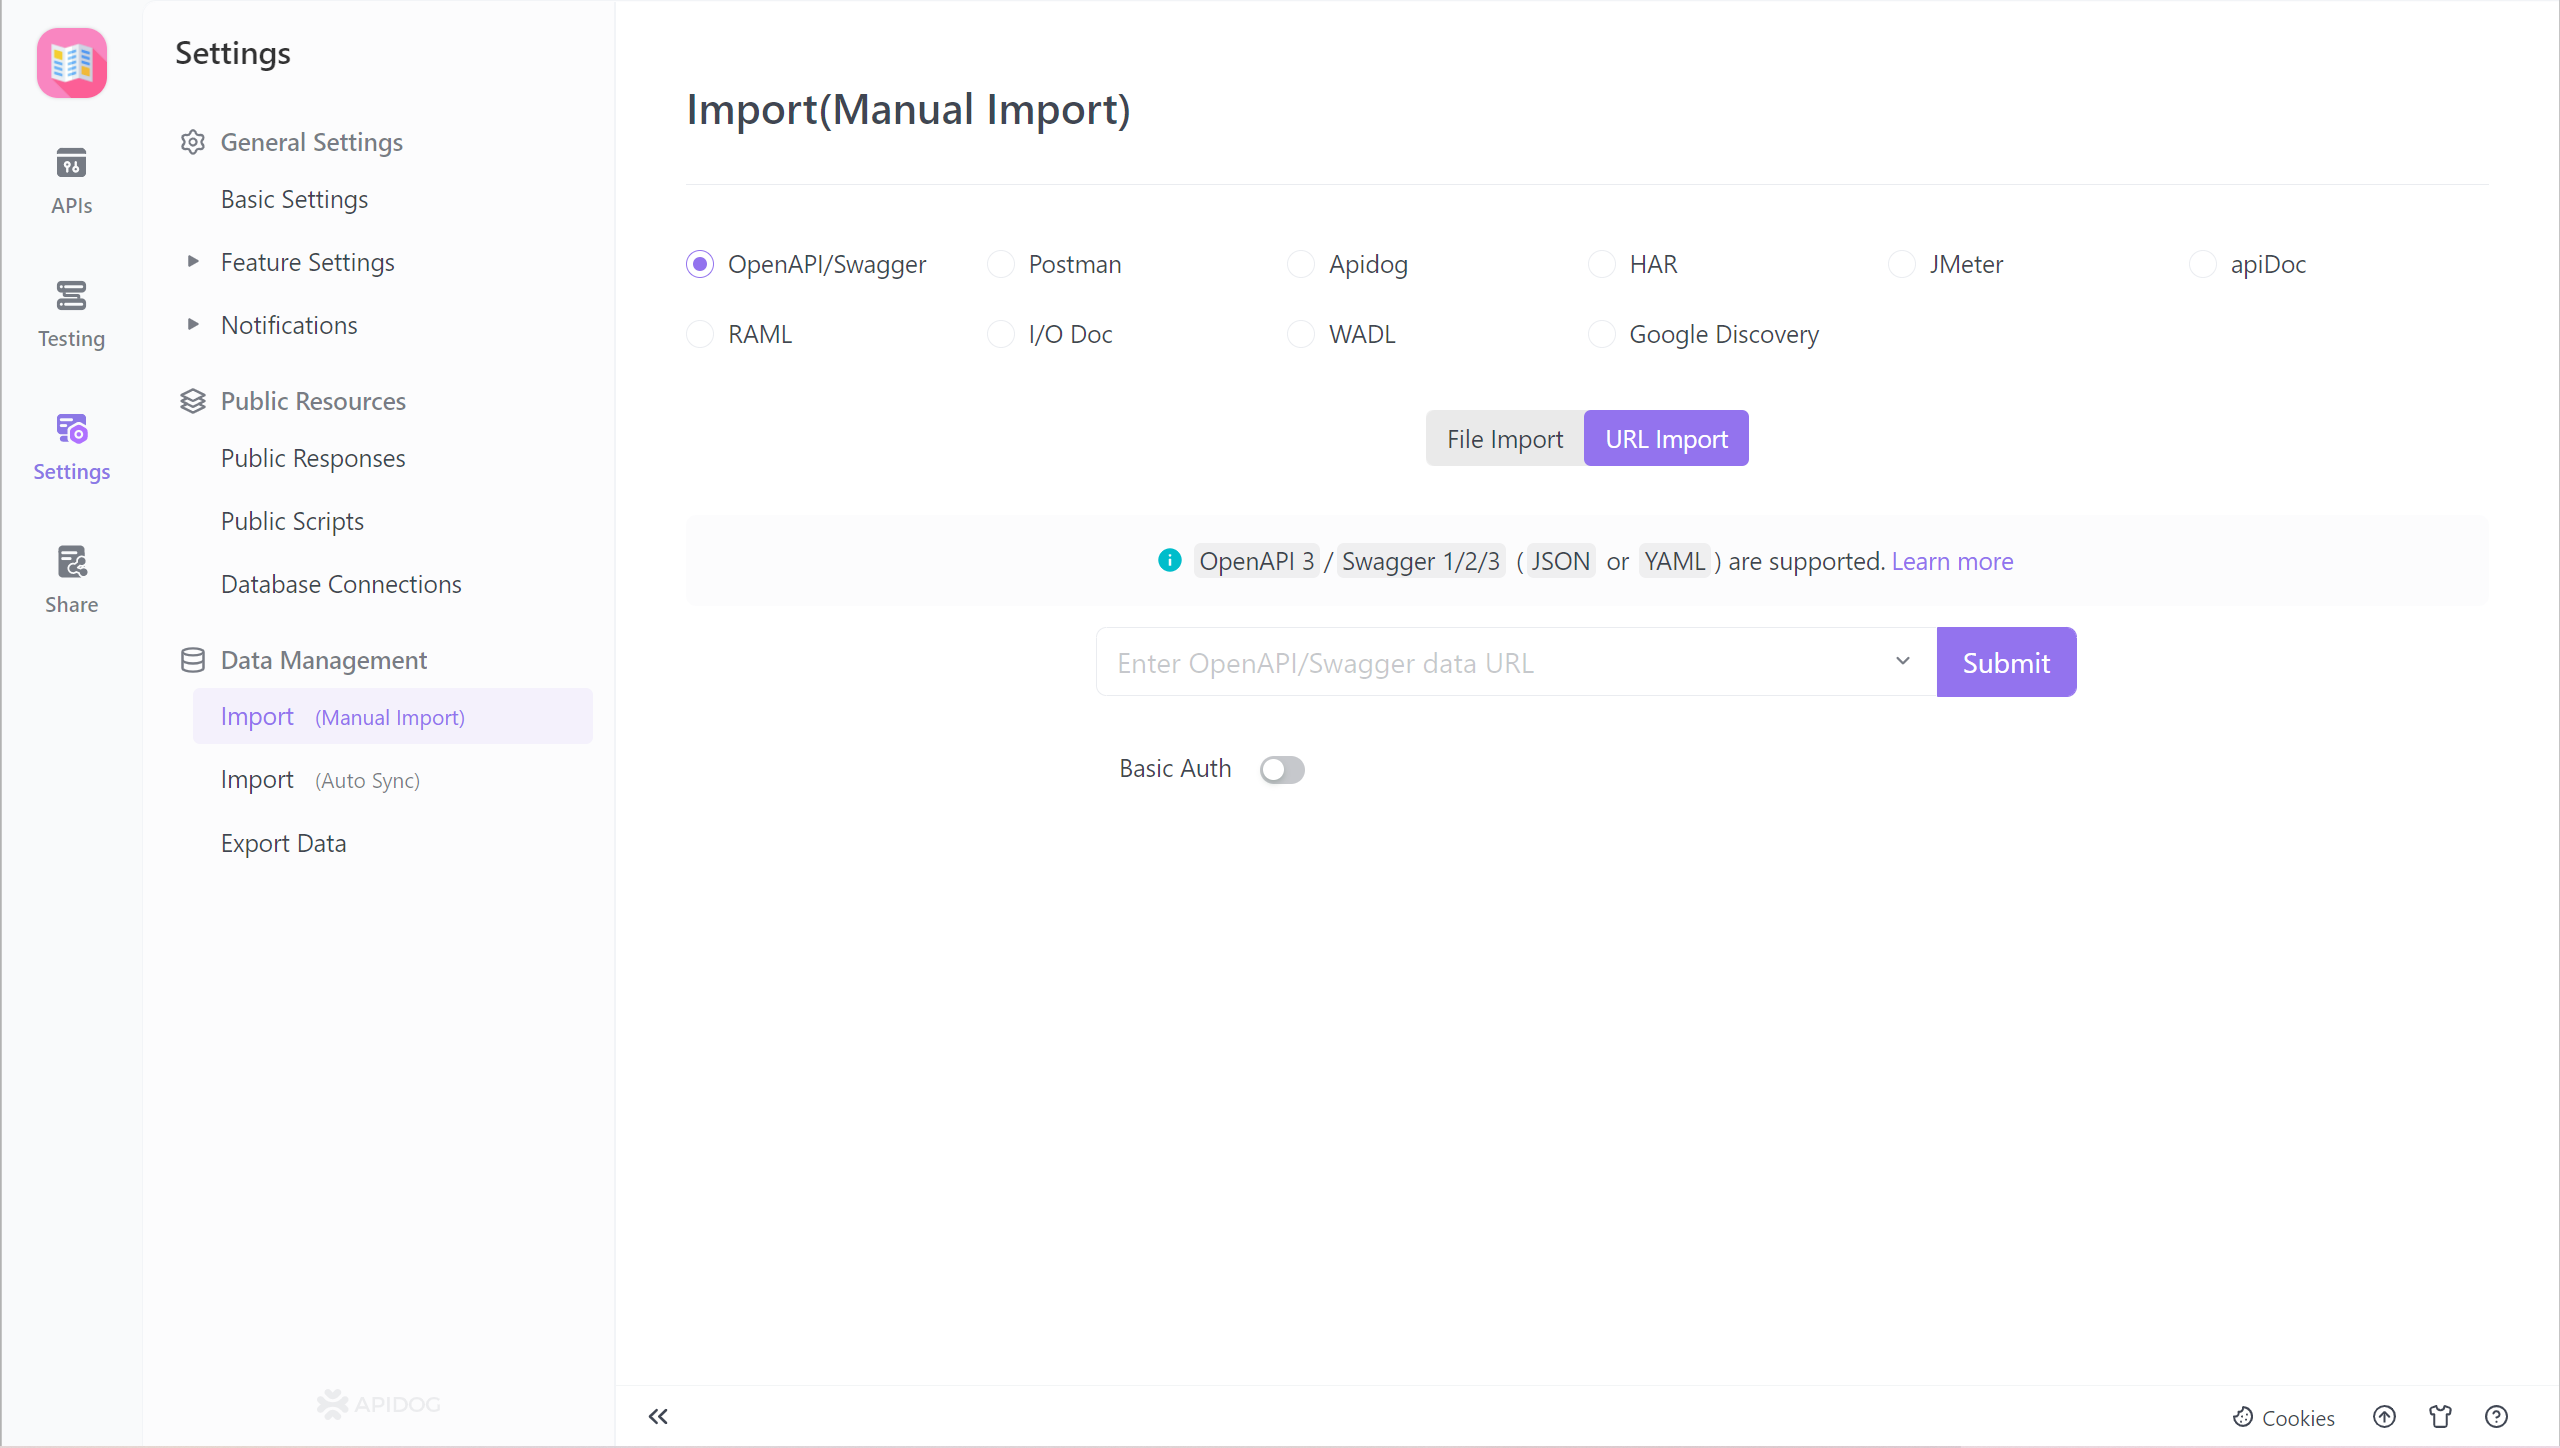 APIs
Testing
Settings
Share
Settings
General Settings
Basic Settings
Feature Settings
Notifications
Public Resources
Public Responses
Public Scripts
Database Connections
Data Management
Import (Manual Import)
Import (Auto Sync)
Export Data
APIDOG
Import(Manual Import)
OpenAPI/Swagger Postman Apidog HAR JMeter apiDoc
RAML I/O Doc WADL Google Discovery
File Import URL Import
OpenAPI 3 / Swagger 1/2/3 ( JSON or YAML ) are supported. Learn more
Enter OpenAPI/Swagger data URL Submit
Basic Auth
Cookies